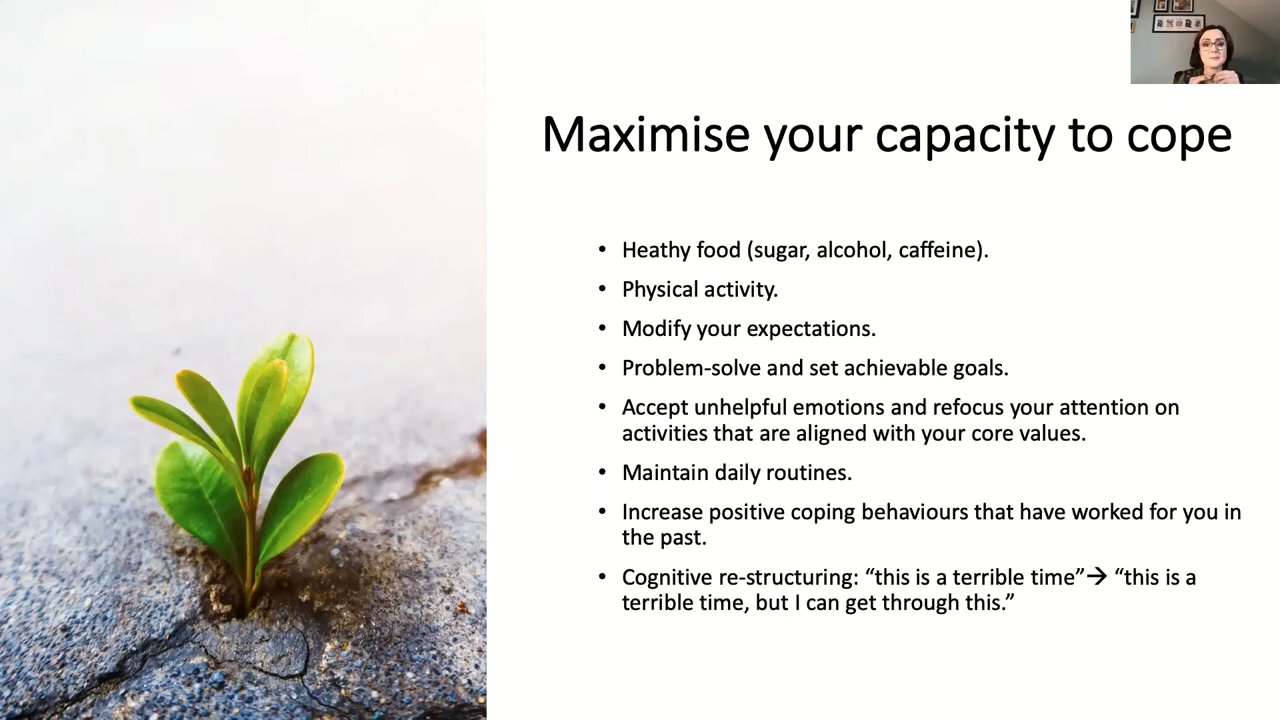 Maximise your capacity to cope
• Heathy food (sugar, alcohol, caffeine).
• Physical activity.
• Modify your expectations.
• Problem-solve and set achievable goals.
• Accept unhelpful emotions and refocus your attention on
activities that are aligned with your core values.
• Maintain daily routines.
• Increase positive coping behaviours that have worked for you in
the past.
• Cognitive re-structuring: “this is a terrible time”→ “this is a
terrible time, but I can get through this.”